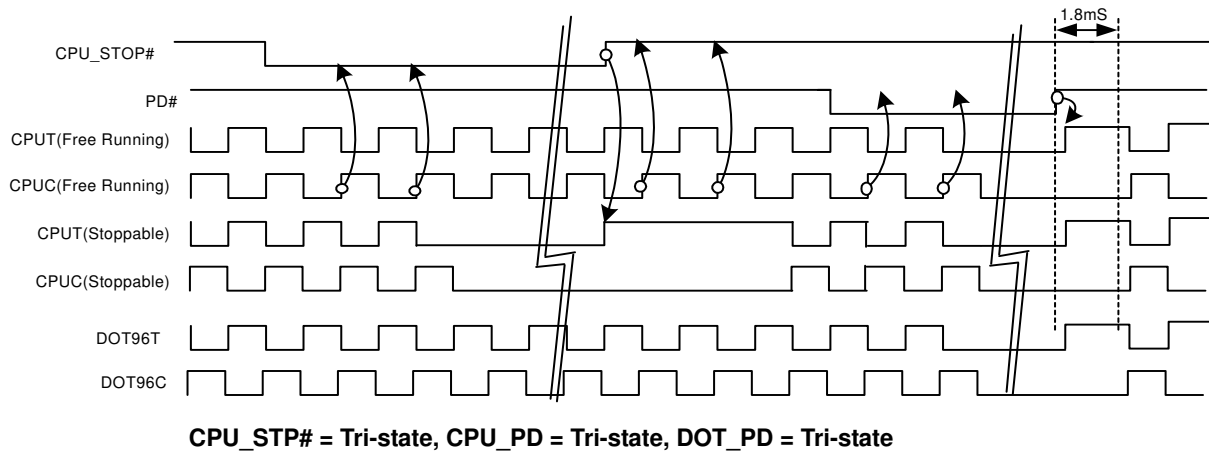 1.8mS
CPU_STOP#
PD#
CPUT(Free Running)
CPUC(Free Running)
CPUT(Stoppable)
CPUC(Stoppable)
DOT96T
DOT96C
CPU_STP# = Tri-state, CPU_PD = Tri-state, DOT_PD = Tri-state